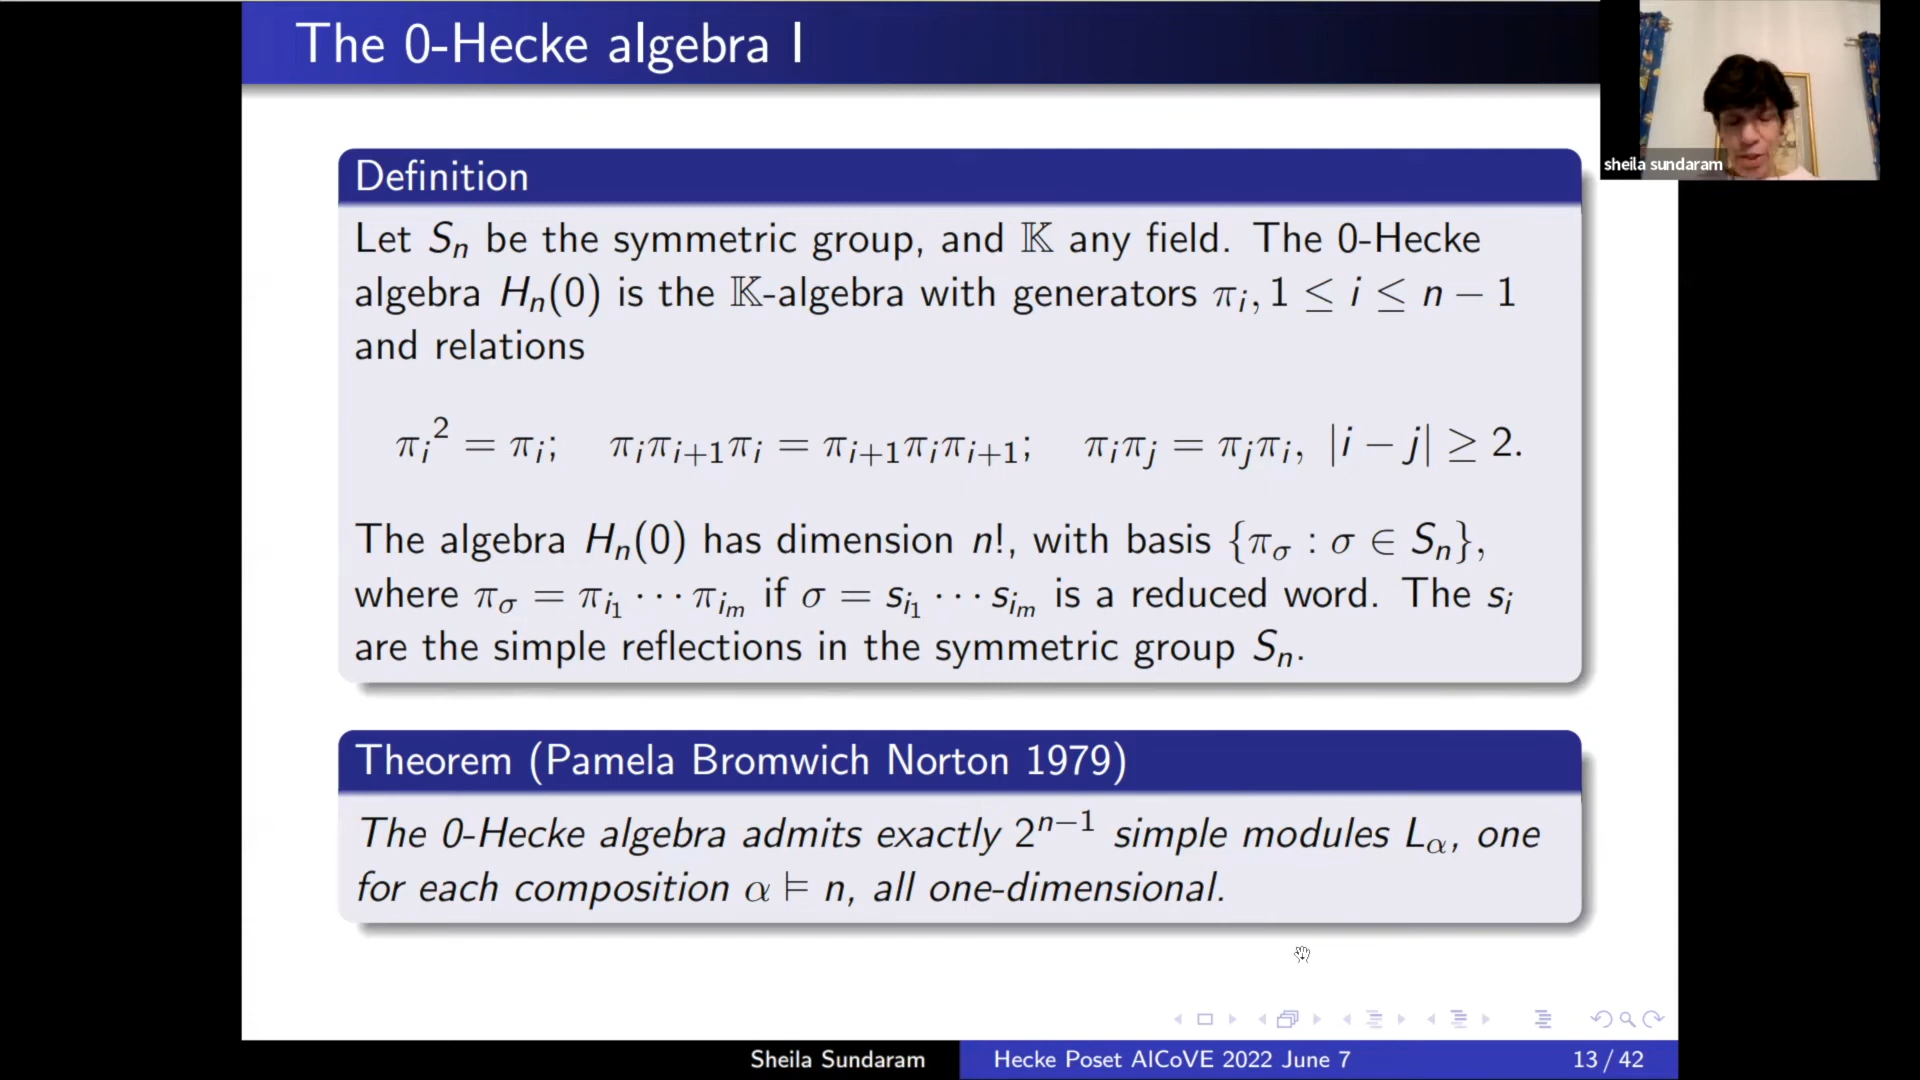 The 0-Hecke algebra I
sheila sundaram
Definition
Let Sₙ be the symmetric group, and 𝕂 any field. The 0-Hecke
algebra Hₙ(0) is the 𝕂-algebra with generators πᵢ, 1 ≤ i ≤ n − 1
and relations
πᵢ² = πᵢ; πᵢπᵢ₊₁πᵢ = πᵢ₊₁πᵢπᵢ₊₁; πᵢπⱼ = πⱼπᵢ, |i − j| ≥ 2.
The algebra Hₙ(0) has dimension n!, with basis {π_σ : σ ∈ Sₙ},
where π_σ = π_{i₁} ⋯ π_{iₘ} if σ = s_{i₁} ⋯ s_{iₘ} is a reduced word. The sᵢ
are the simple reflections in the symmetric group Sₙ.
Theorem (Pamela Bromwich Norton 1979)
The 0-Hecke algebra admits exactly 2ⁿ⁻¹ simple modules L_α, one
for each composition α ⊨ n, all one-dimensional.
Sheila Sundaram Hecke Poset AlCoVE 2022 June 7 13 / 42